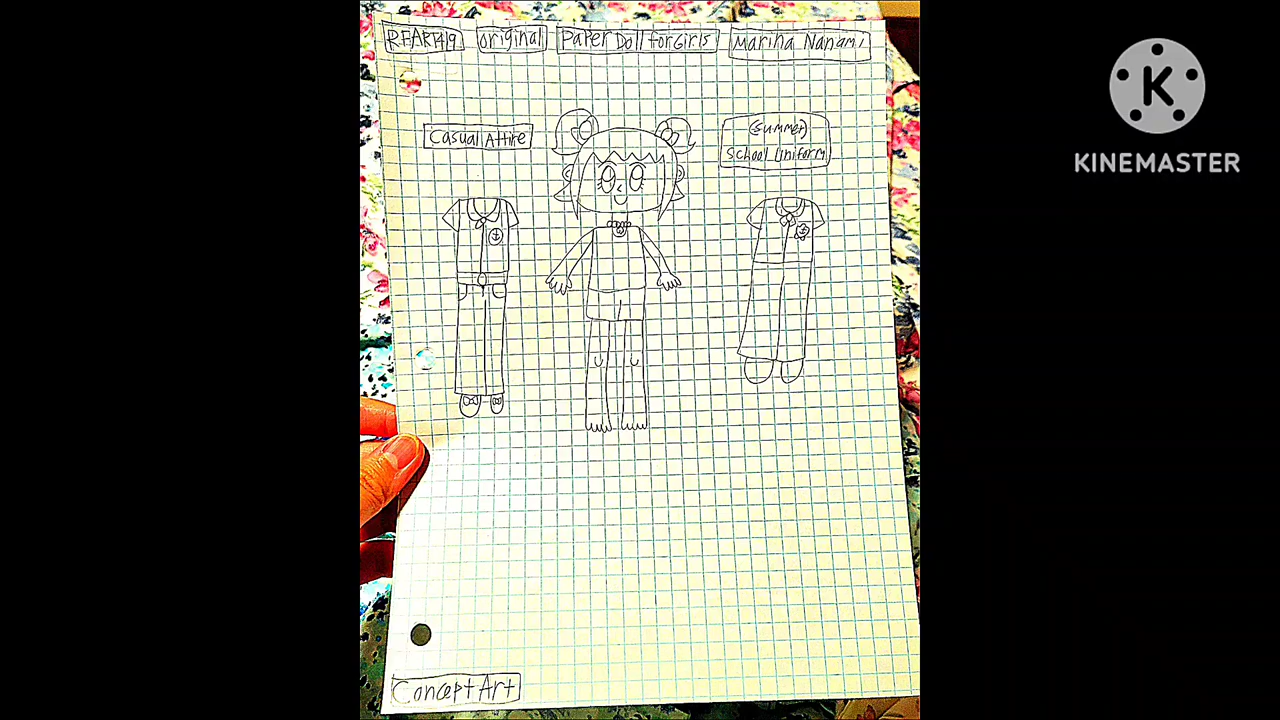 RFAR419
original
Paper Doll for Girls
Marina Nanami
Casual Attire
(Summer)
School Uniform
Concept Art
K
KINEMASTER